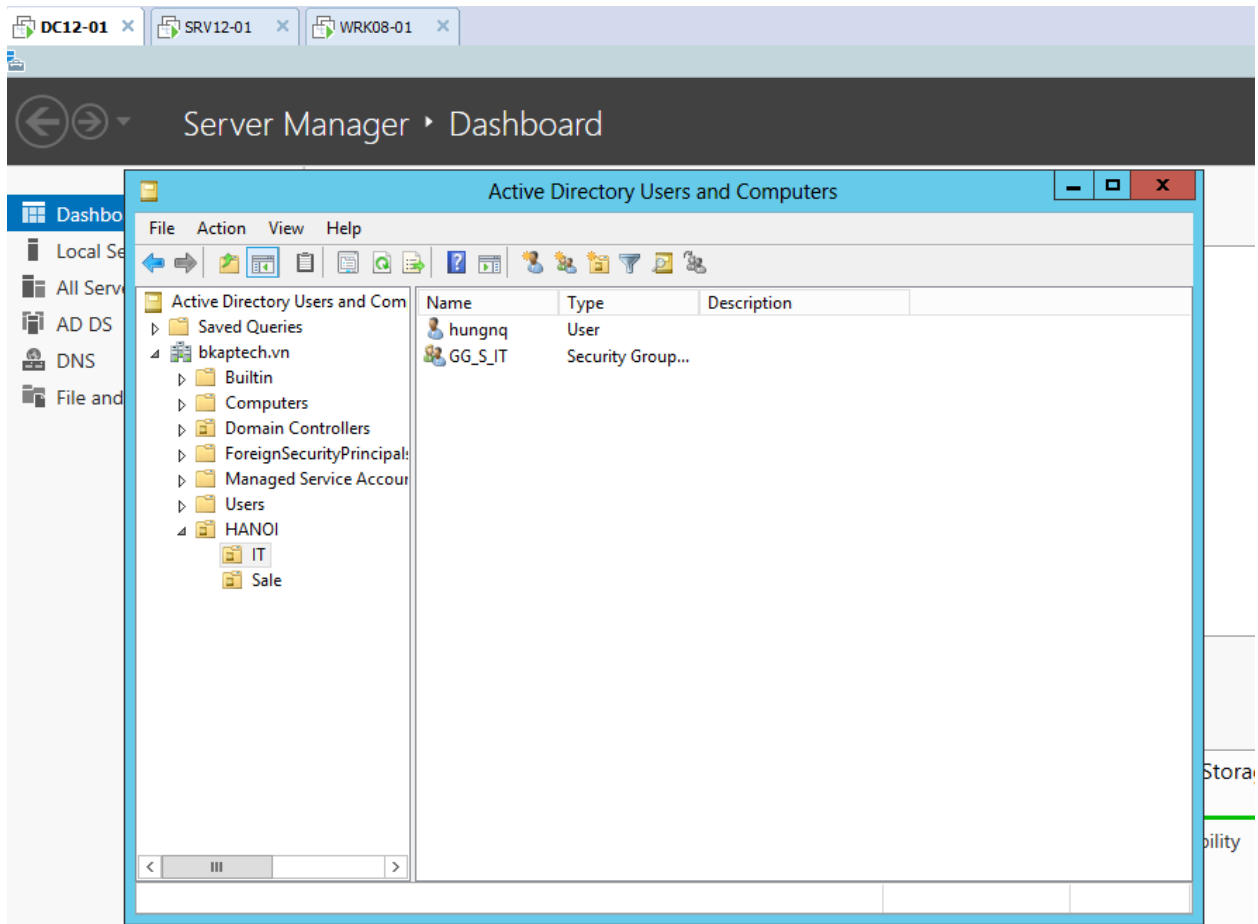 DC12-01 SRV12-01 WRK08-01
Server Manager Dashboard
Active Directory Users and Computers
File Action View Help
Dashbo
Local Se
All Serv
AD DS
DNS
File and
Active Directory Users and Com
Saved Queries
bkaptech.vn
Builtin
Computers
Domain Controllers
ForeignSecurityPrincipals
Managed Service Accour
Users
HANOI
IT
Sale
Name Type Description
hungnq User
GG_S_IT Security Group...
Storag
bility